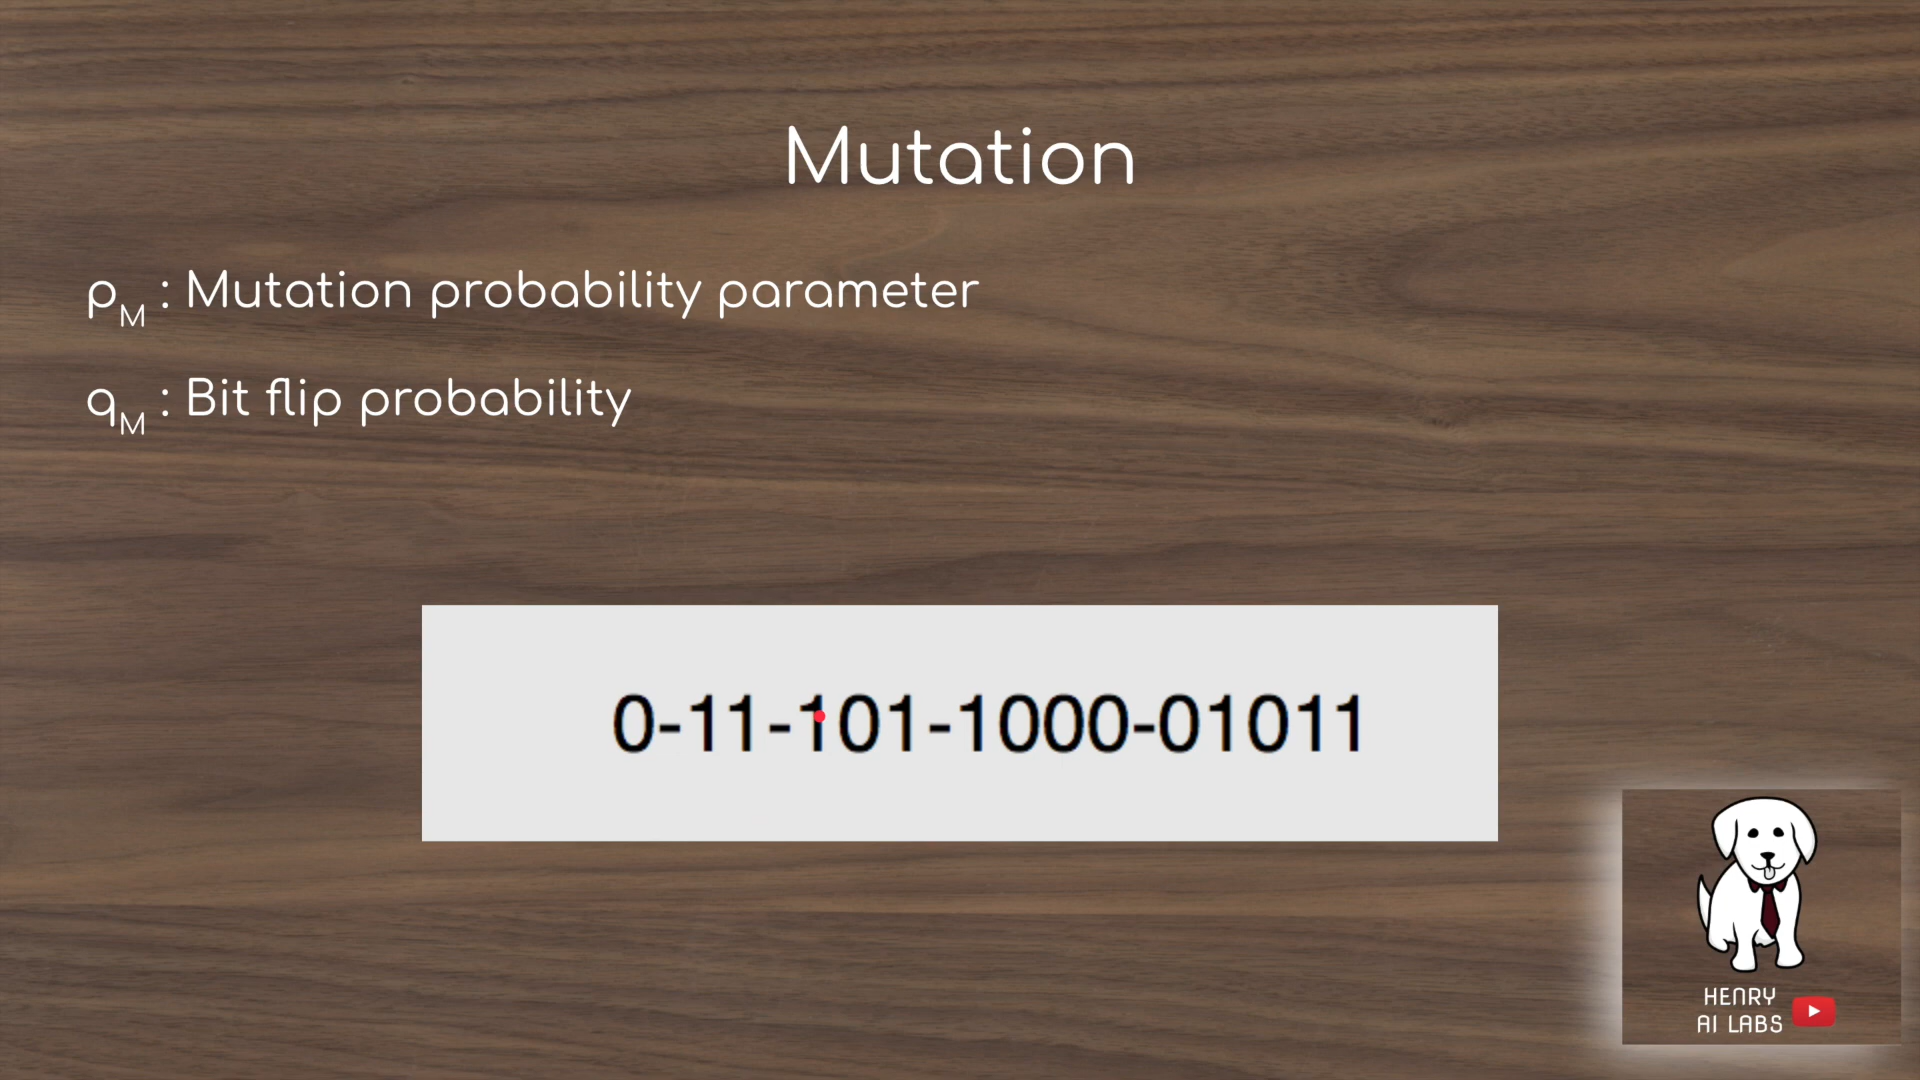 Mutation
pM : Mutation probability parameter
qM : Bit flip probability
0-11-101-1000-01011
HENRY
AI LABS